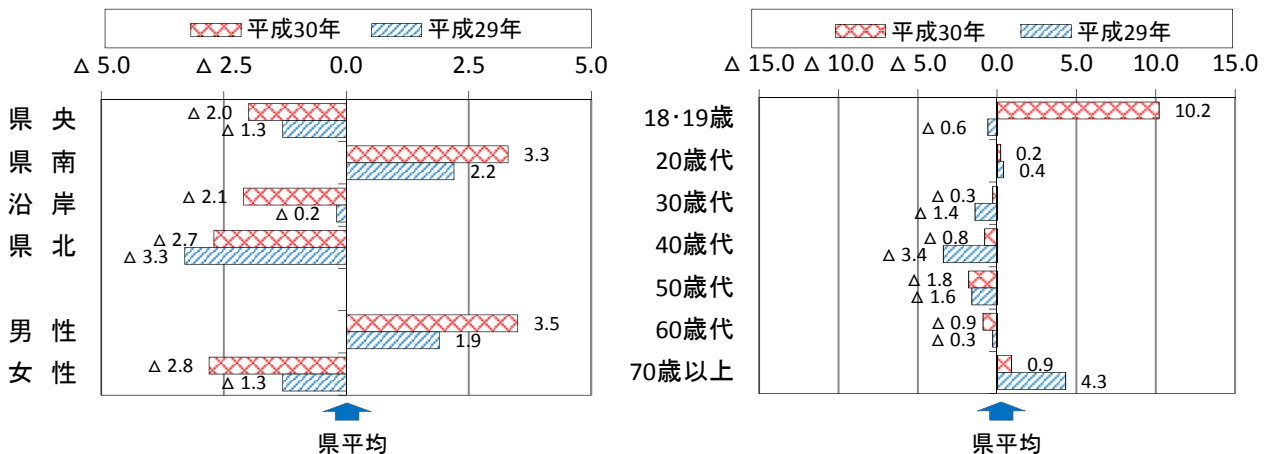 平成30年 平成29年
△ 5.0 △ 2.5 0.0 2.5 5.0
県 央 △ 2.0
△ 1.3
県 南 3.3
2.2
沿 岸 △ 2.1
△ 0.2
県 北 △ 2.7
△ 3.3
男 性 3.5
1.9
女 性 △ 2.8
△ 1.3
県平均
平成30年 平成29年
△ 15.0 △ 10.0 △ 5.0 0.0 5.0 10.0 15.0
18・19歳 10.2
△ 0.6
20歳代 0.2
0.4
30歳代 △ 0.3
△ 1.4
40歳代 △ 0.8
△ 3.4
50歳代 △ 1.8
△ 1.6
60歳代 △ 0.9
△ 0.3
70歳以上 0.9
4.3
県平均